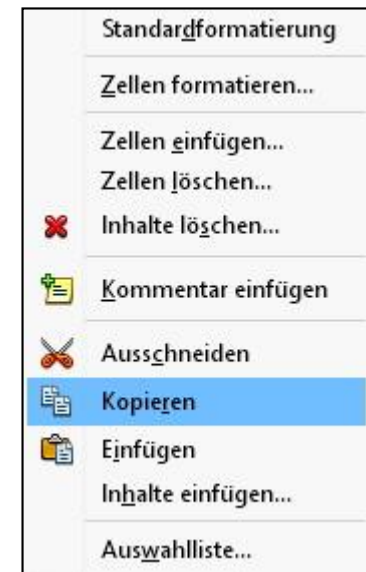 Standardformatierung
Zellen formatieren...
Zellen einfügen...
Zellen löschen...
Inhalte löschen...
Kommentar einfügen
Ausschneiden
Kopieren
Einfügen
Inhalte einfügen...
Auswahlliste...